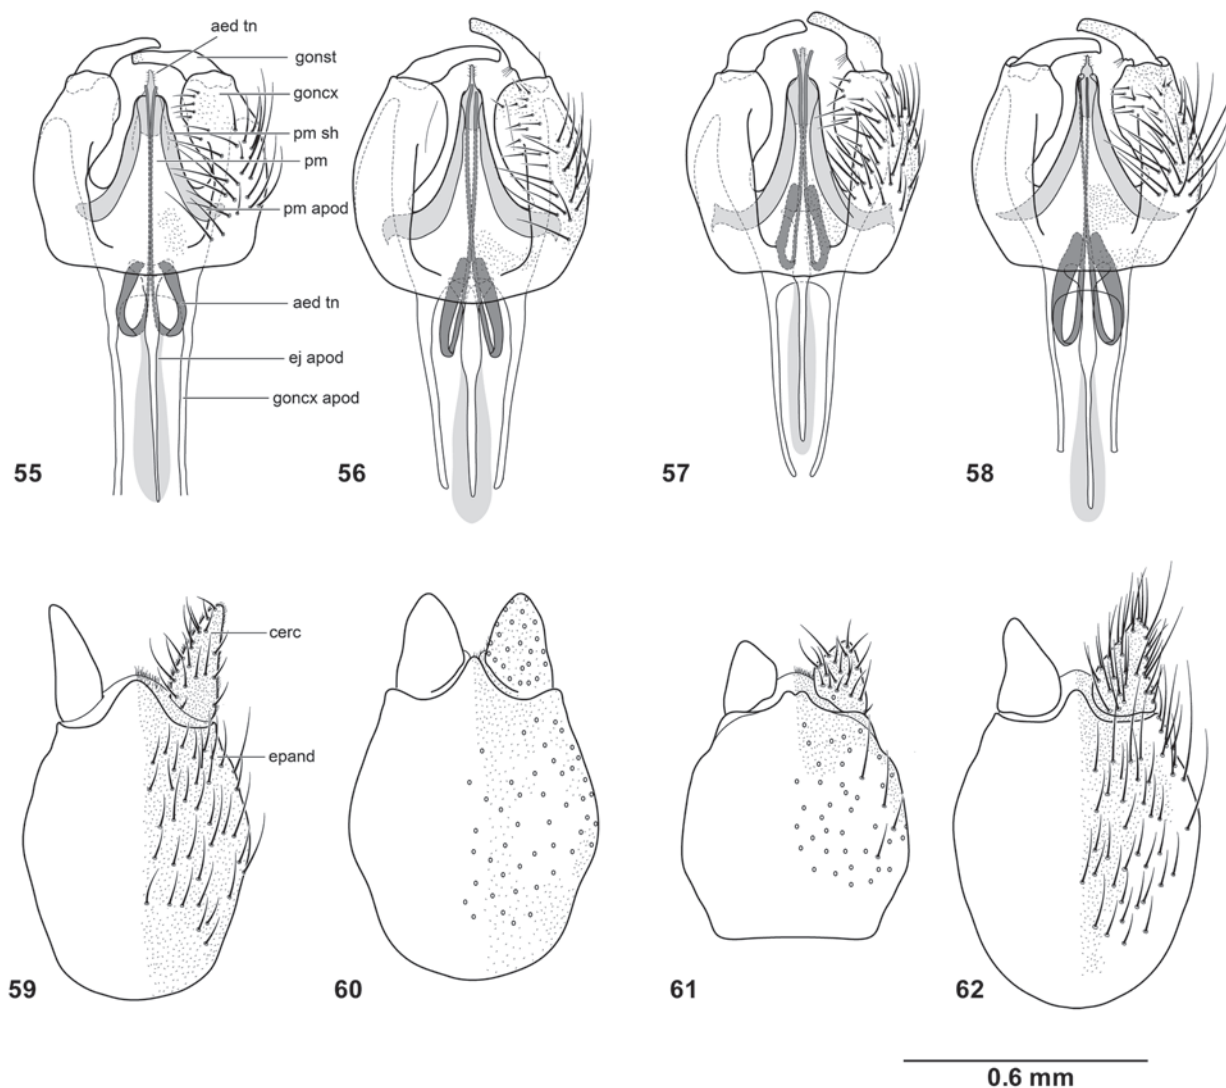 aed tn
gonst
goncx
pm sh
pm
pm apod
aed tn
ej apod
goncx apod
55
56
57
58
cerc
epand
59
60
61
62
0.6 mm